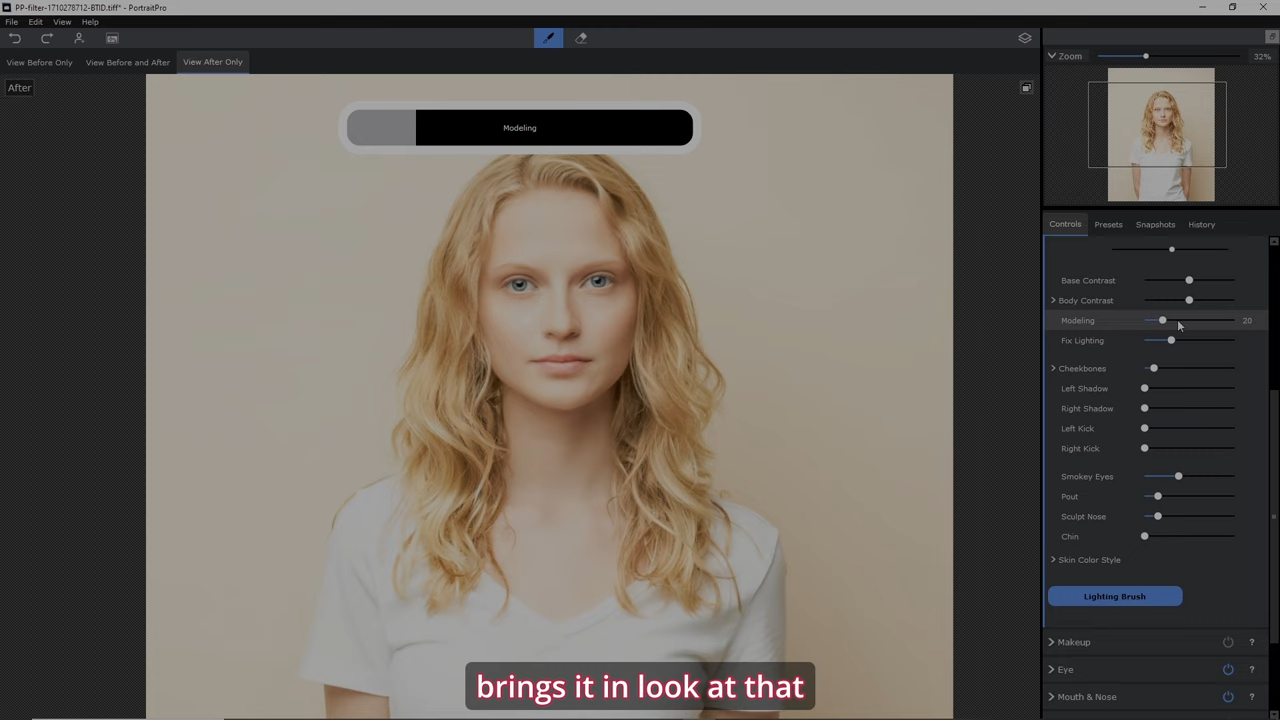 PP-filter-1710278712-BTID.tiff* - PortraitPro
File Edit View Help
View Before Only View Before and After View After Only
After
Modeling
Zoom 32%
Controls Presets Snapshots History
Base Contrast
Body Contrast
Modeling 20
Fix Lighting
Cheekbones
Left Shadow
Right Shadow
Left Kick
Right Kick
Smokey Eyes
Pout
Sculpt Nose
Chin
Skin Color Style
Lighting Brush
Makeup ?
Eye ?
Mouth & Nose ?
brings it in look at that